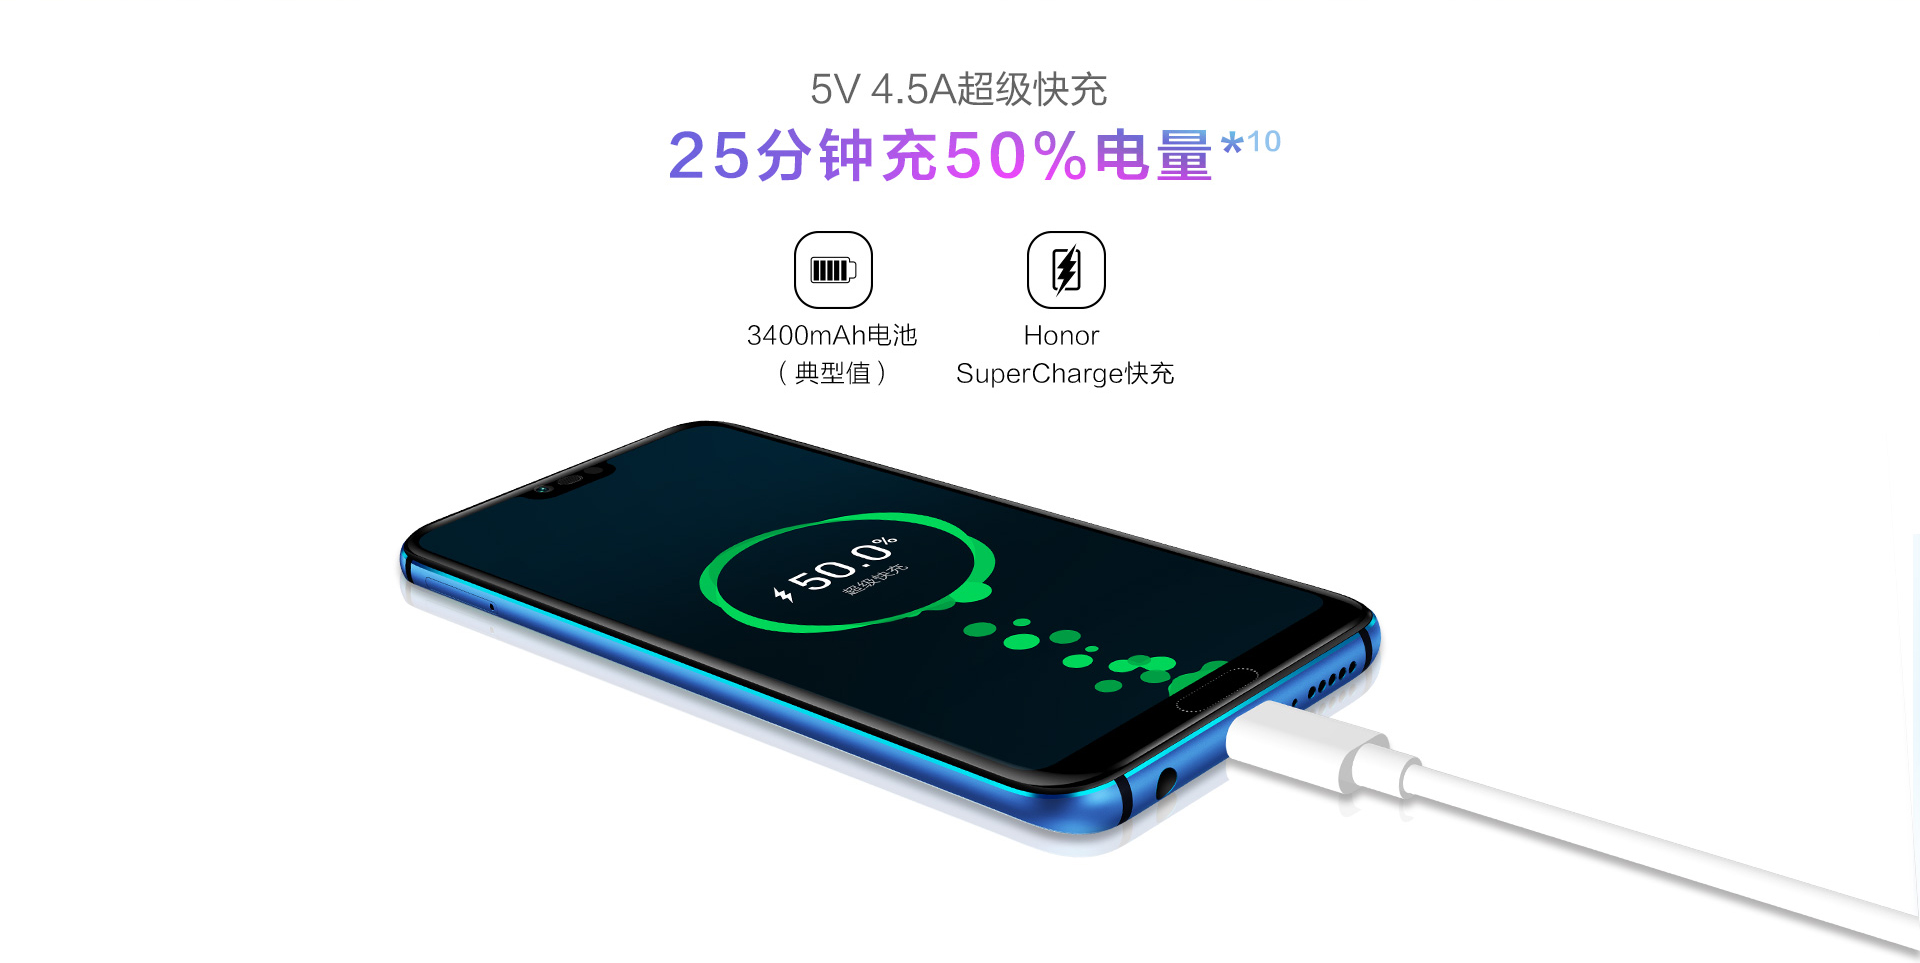 5V 4.5A超级快充
25分钟充50%电量*10
3400mAh电池
（典型值）
Honor
SuperCharge快充
50.0%
超级快充